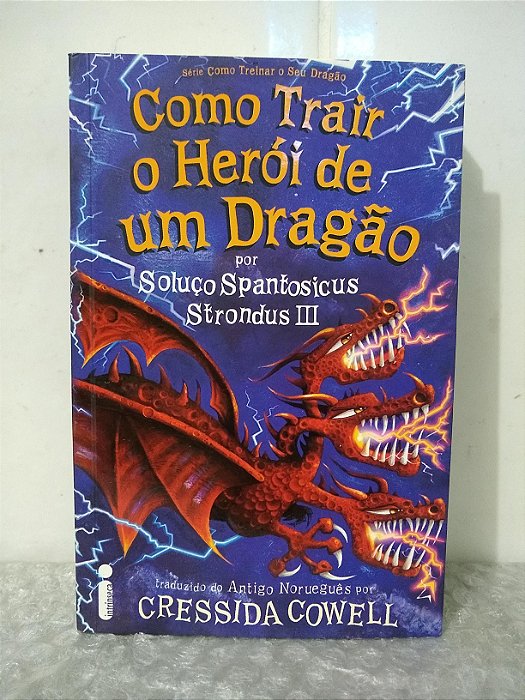 Série Como Treinar o Seu Dragão
Como Trair
o Herói de
um Dragão
por
Soluço Spantosicus
Strondus III
traduzido do Antigo Norueguês por
CRESSIDA COWELL
intrínseca